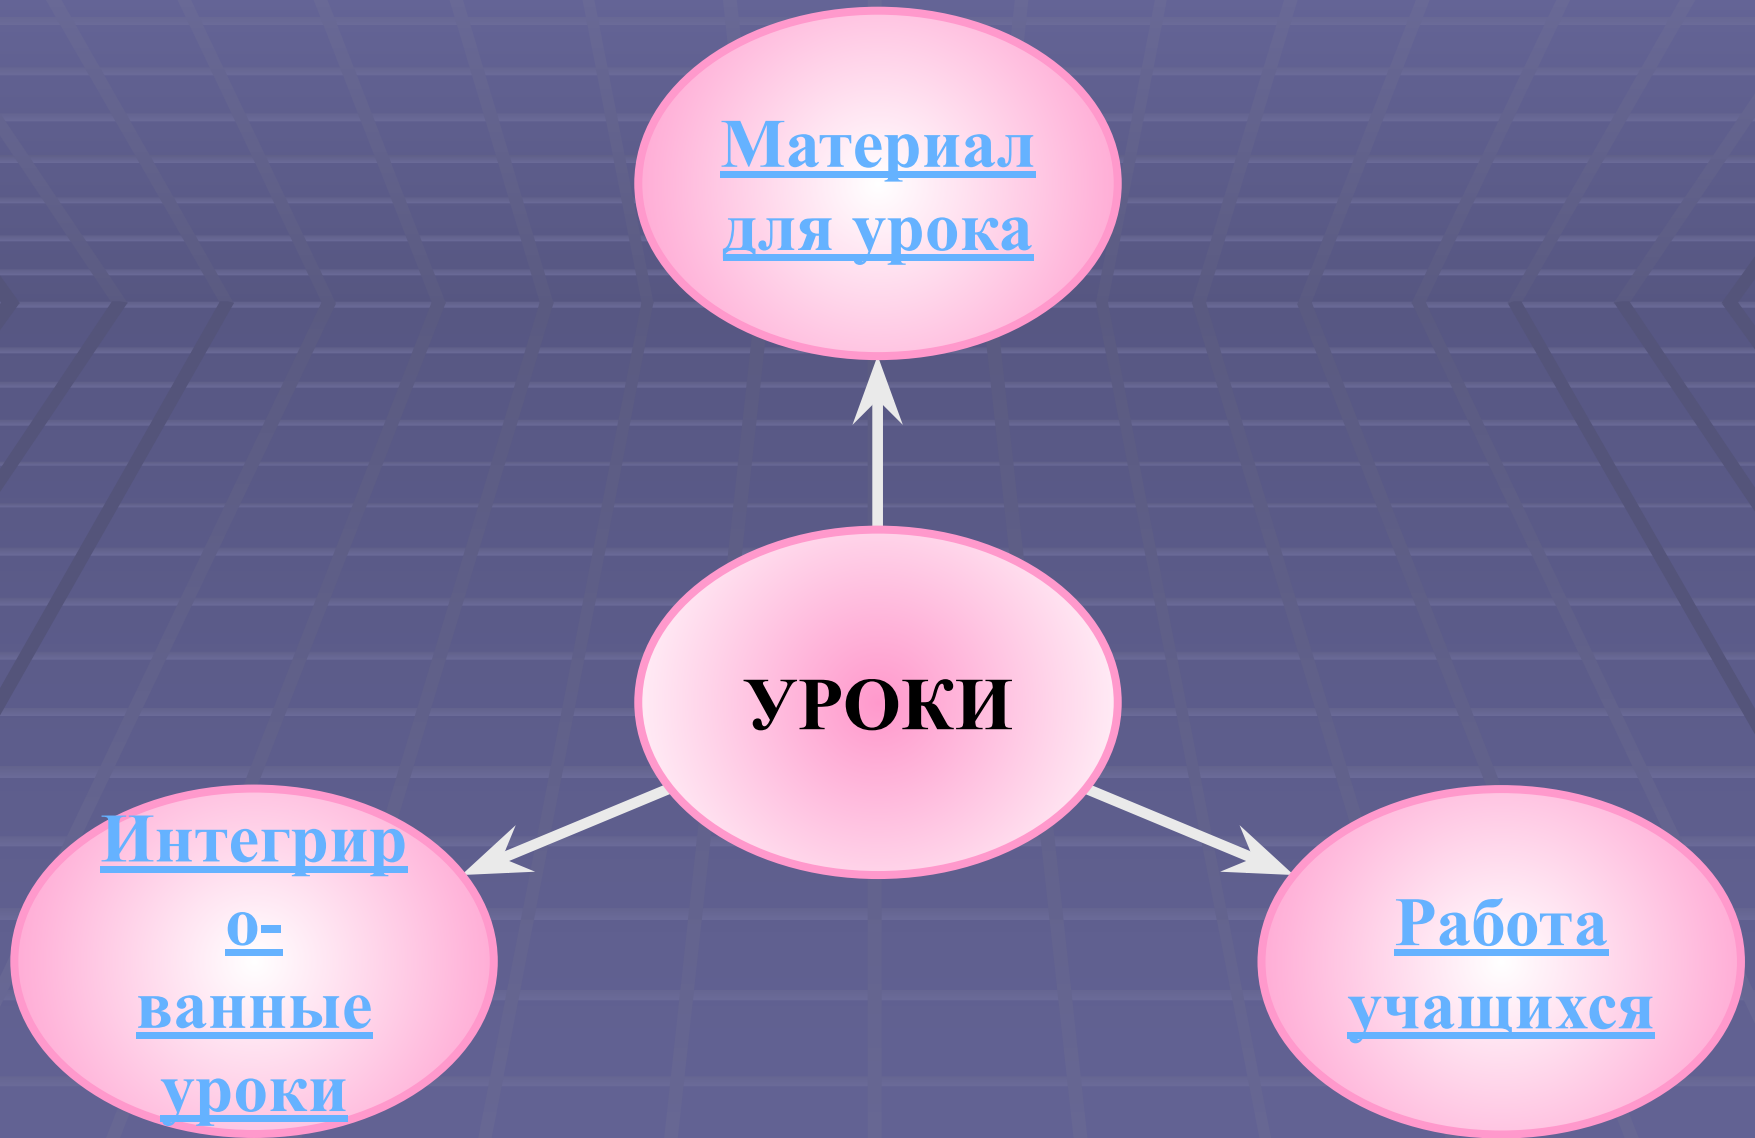 Материал
для урока
УРОКИ
Интегрир
о-
ванные
уроки
Работа
учащихся